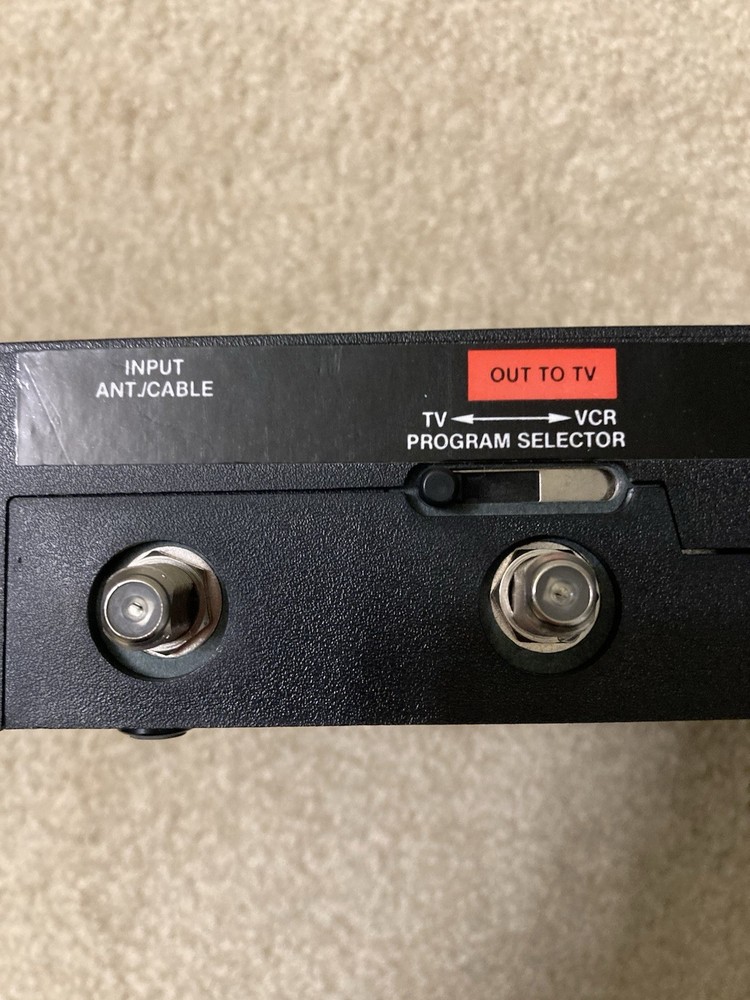 INPUT
ANT./CABLE
OUT TO TV
TV ←→ VCR
PROGRAM SELECTOR